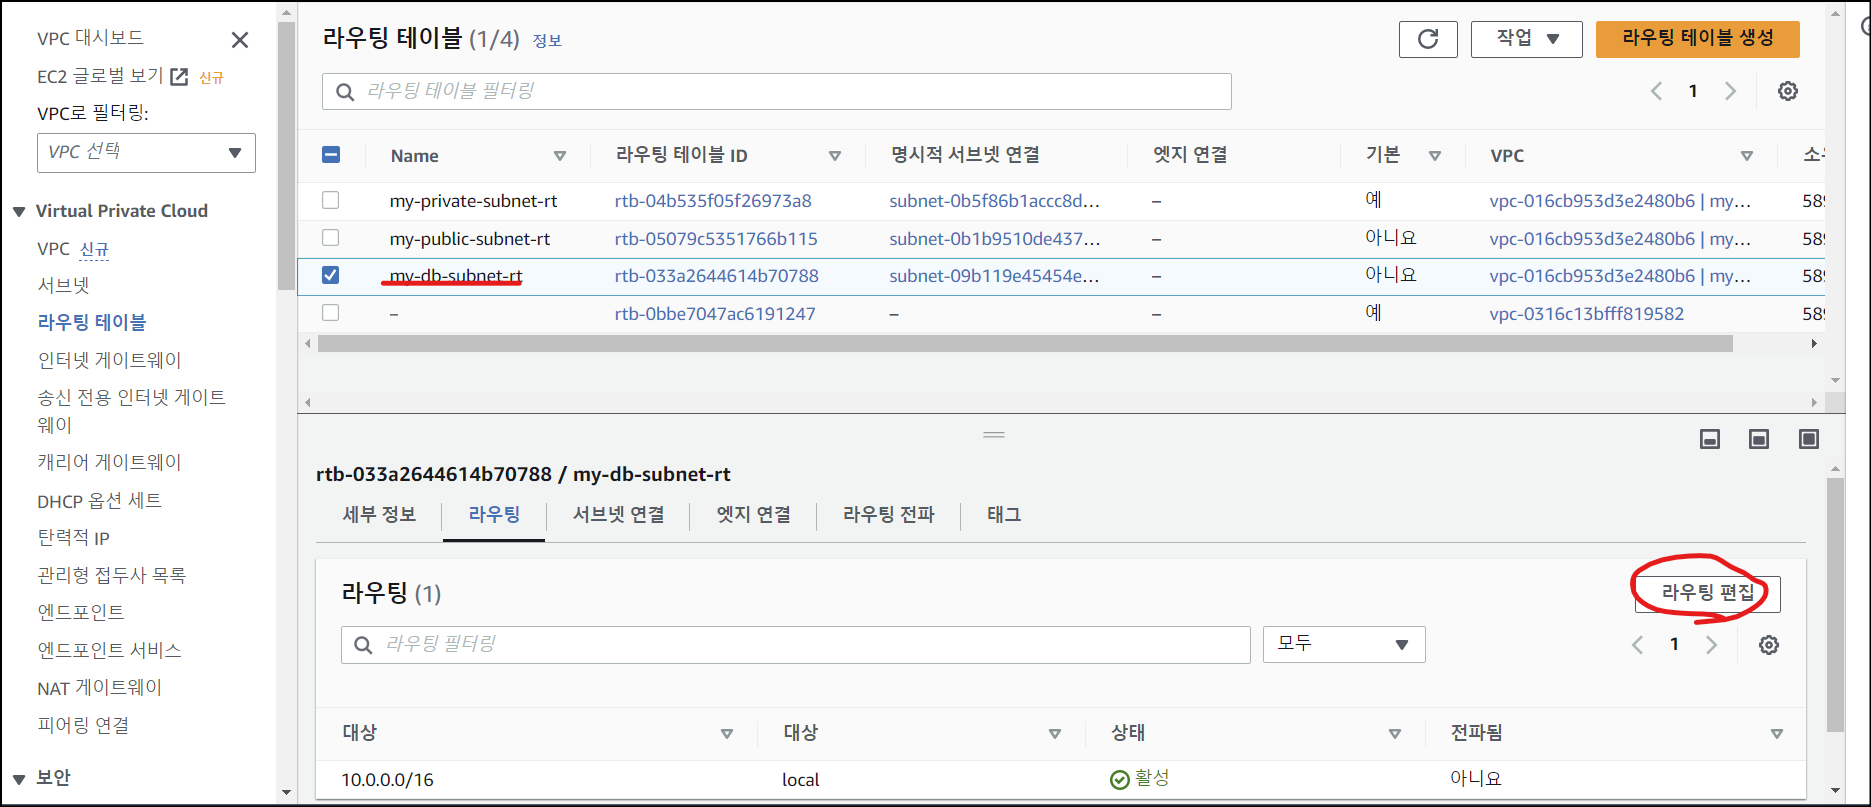 VPC 대시보드
EC2 글로벌 보기 신규
VPC로 필터링:
VPC 선택
Virtual Private Cloud
VPC 신규
서브넷
라우팅 테이블
인터넷 게이트웨이
송신 전용 인터넷 게이트
웨이
캐리어 게이트웨이
DHCP 옵션 세트
탄력적 IP
관리형 접두사 목록
엔드포인트
엔드포인트 서비스
NAT 게이트웨이
피어링 연결
보안
라우팅 테이블 (1/4) 정보
작업
라우팅 테이블 생성
라우팅 테이블 필터링
1
Name 라우팅 테이블 ID 명시적 서브넷 연결 엣지 연결 기본 VPC
my-private-subnet-rt rtb-04b535f05f26973a8 subnet-0b5f86b1accc8d... – 예 vpc-016cb953d3e2480b6 | my... 589
my-public-subnet-rt rtb-05079c5351766b115 subnet-0b1b9510de437... – 아니요 vpc-016cb953d3e2480b6 | my... 589
my-db-subnet-rt rtb-033a2644614b70788 subnet-09b119e45454e... – 아니요 vpc-016cb953d3e2480b6 | my... 589
– rtb-0bbe7047ac6191247 – – 예 vpc-0316c13bfff819582 589
rtb-033a2644614b70788 / my-db-subnet-rt
세부 정보 라우팅 서브넷 연결 엣지 연결 라우팅 전파 태그
라우팅 (1)
라우팅 편집
라우팅 필터링
모두
1
대상 대상 상태 전파됨
10.0.0.0/16 local 활성 아니요